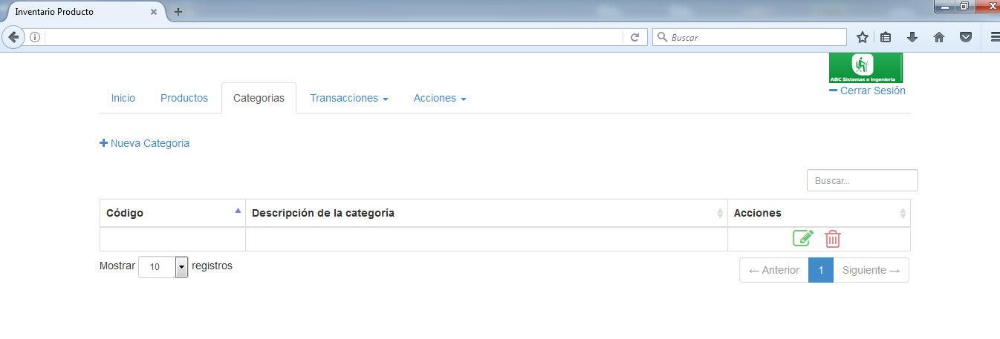 Inventario Producto
Buscar
ABC Sistemas e Ingenieria
Cerrar Sesión
Inicio Productos Categorias Transacciones Acciones
Nueva Categoria
Buscar...
Código Descripción de la categoría Acciones
Mostrar 10 registros
← Anterior 1 Siguiente →